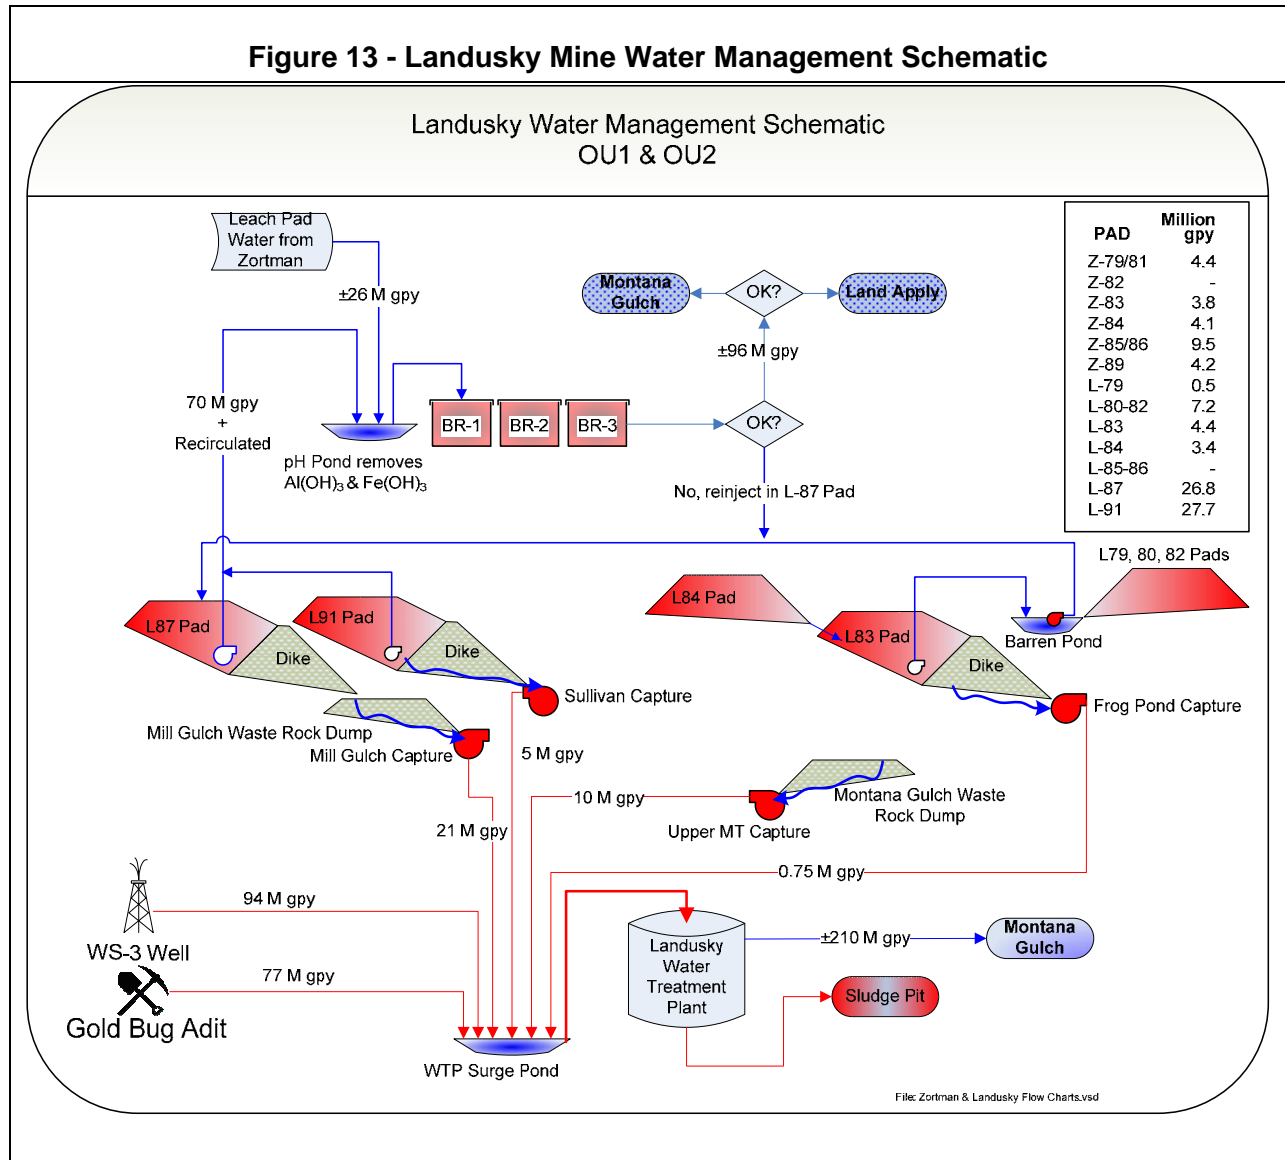 Figure 13 - Landusky Mine Water Management Schematic
Landusky Water Management Schematic
OU1 & OU2
Leach Pad
Water from
Zortman
±26 M gpy
Montana
Gulch
OK?
Land Apply
±96 M gpy
PAD Million gpy
Z-79/81 4.4
Z-82 -
Z-83 3.8
Z-84 4.1
Z-85/86 9.5
Z-89 4.2
L-79 0.5
L-80-82 7.2
L-83 4.4
L-84 3.4
L-85-86 -
L-87 26.8
L-91 27.7
70 M gpy
+
Recirculated
BR-1 BR-2 BR-3
OK?
pH Pond removes
Al(OH)₃ & Fe(OH)₃
No, reinject in L-87 Pad
L79, 80, 82 Pads
L87 Pad
Dike
L91 Pad
Dike
L84 Pad
L83 Pad
Dike
Barren Pond
Sullivan Capture
Frog Pond Capture
Mill Gulch Waste Rock Dump
Mill Gulch Capture
5 M gpy
10 M gpy
Montana Gulch Waste
Rock Dump
Upper MT Capture
21 M gpy
0.75 M gpy
94 M gpy
WS-3 Well
77 M gpy
Gold Bug Adit
WTP Surge Pond
Landusky
Water
Treatment
Plant
±210 M gpy
Montana
Gulch
Sludge Pit
File: Zortman & Landusky Flow Charts.vsd